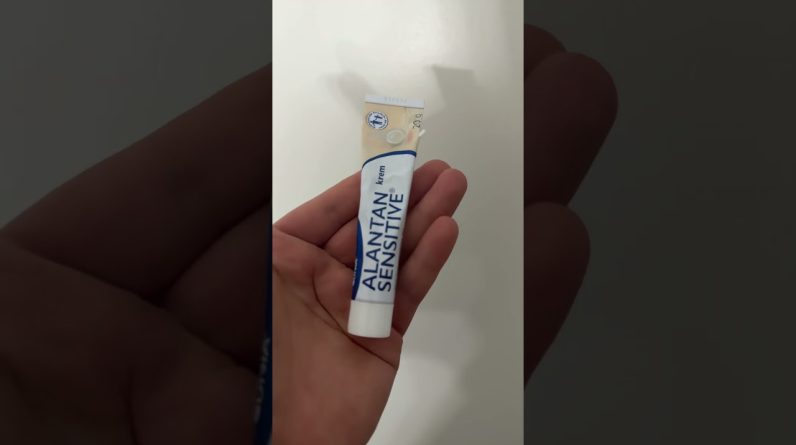 20 g
krem
ALANTAN
SENSITIVE®